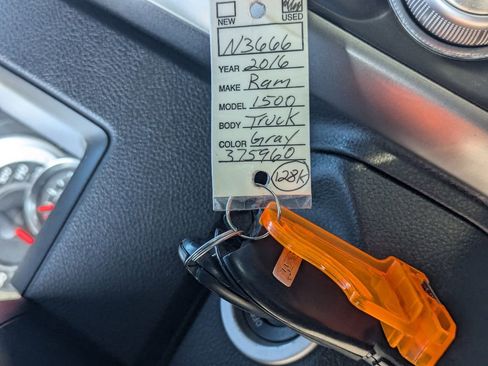 NEW USED
N3666
YEAR 2016
MAKE Ram
MODEL 1500
BODY Truck
COLOR Gray
375960
128K